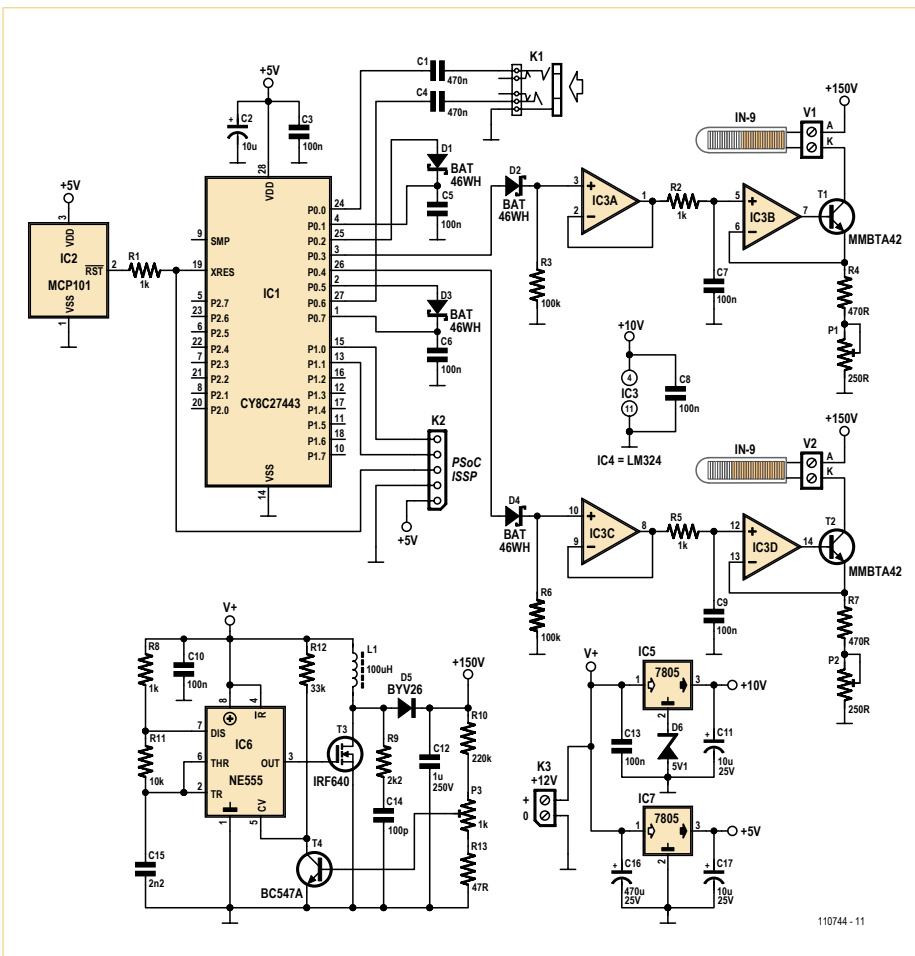 +5V
C2
10u
C3
100n
C1
470n
C4
470n
K1
+5V
3
VDD
IC2
MCP101
RST
2
VSS
1
R1
1k
28
VDD
9
SMP
19
XRES
5
P2.7
23
P2.6
6
P2.5
22
P2.4
7
P2.3
21
P2.2
8
P2.1
20
P2.0
IC1
CY8C27443
VSS
14
P0.0
24
P0.1
4
P0.2
25
P0.3
3
P0.4
26
P0.5
2
P0.6
27
P0.7
1
P1.0
15
P1.1
13
P1.2
16
P1.3
12
P1.4
17
P1.5
11
P1.6
18
P1.7
10
D1
BAT
46WH
C5
100n
D3
BAT
46WH
C6
100n
K2
PSoC
ISSP
+5V
D2
BAT
46WH
R3
100k
3
2
IC3A
1
R2
1k
C7
100n
5
6
IC3B
7
IN-9
V1
A
K
+150V
T1
MMBTA42
R4
470R
P1
250R
+10V
4
IC3
11
C8
100n
IC4 = LM324
D4
BAT
46WH
R6
100k
10
9
IC3C
8
R5
1k
C9
100n
12
13
IC3D
14
IN-9
V2
A
K
+150V
T2
MMBTA42
R7
470R
P2
250R
V+
R8
1k
C10
100n
R11
10k
C15
2n2
8
4
R
7
DIS
6
THR
2
TR
IC6
NE555
OUT
3
CV
5
1
R12
33k
L1
100uH
D5
BYV26
T3
IRF640
R9
2k2
C14
100p
C12
1u
250V
+150V
R10
220k
P3
1k
R13
47R
T4
BC547A
V+
K3
+12V
+
0
IC5
7805
1
3
2
+10V
C13
100n
D6
5V1
C11
10u
25V
IC7
7805
1
3
2
+5V
C16
470u
25V
C17
10u
25V
110744 - 11